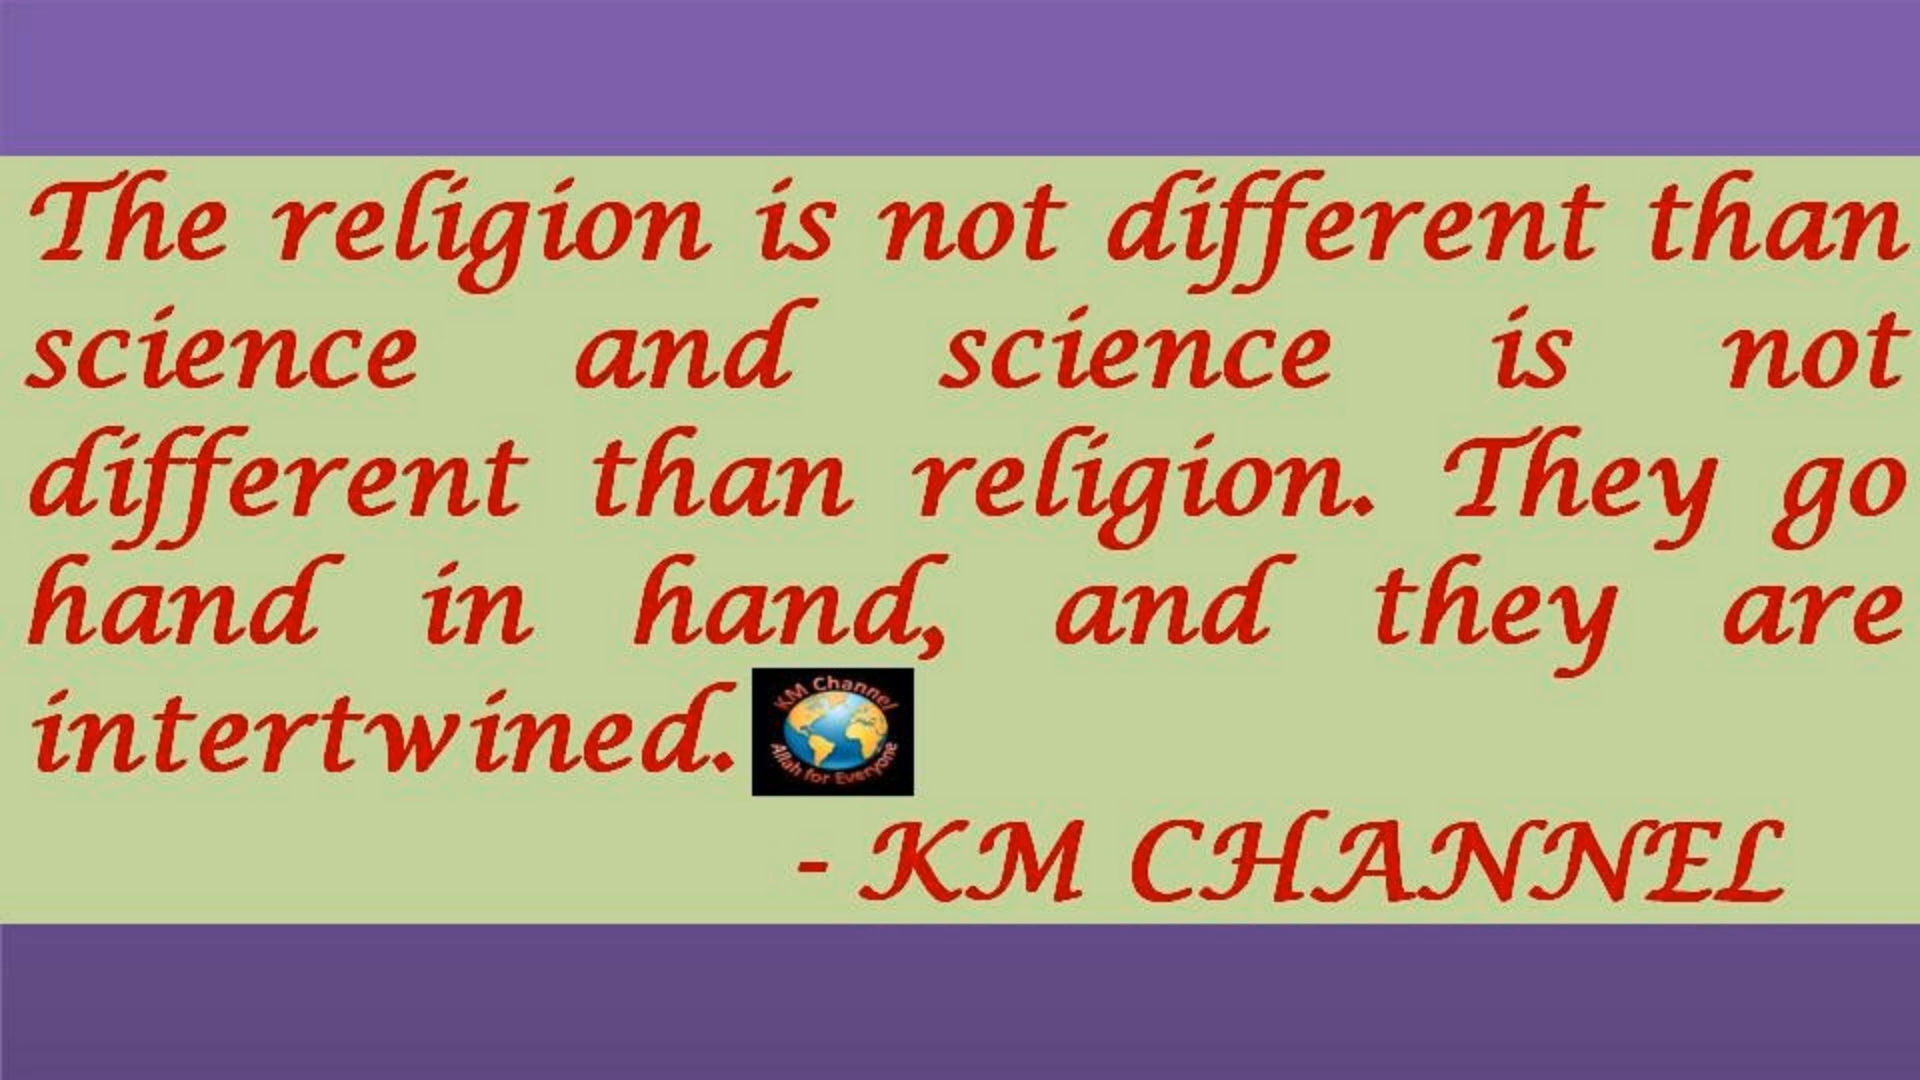 The religion is not different than
science and science is not
different than religion. They go
hand in hand, and they are
intertwined.
KM Channel
Allah for Everyone
- KM CHANNEL